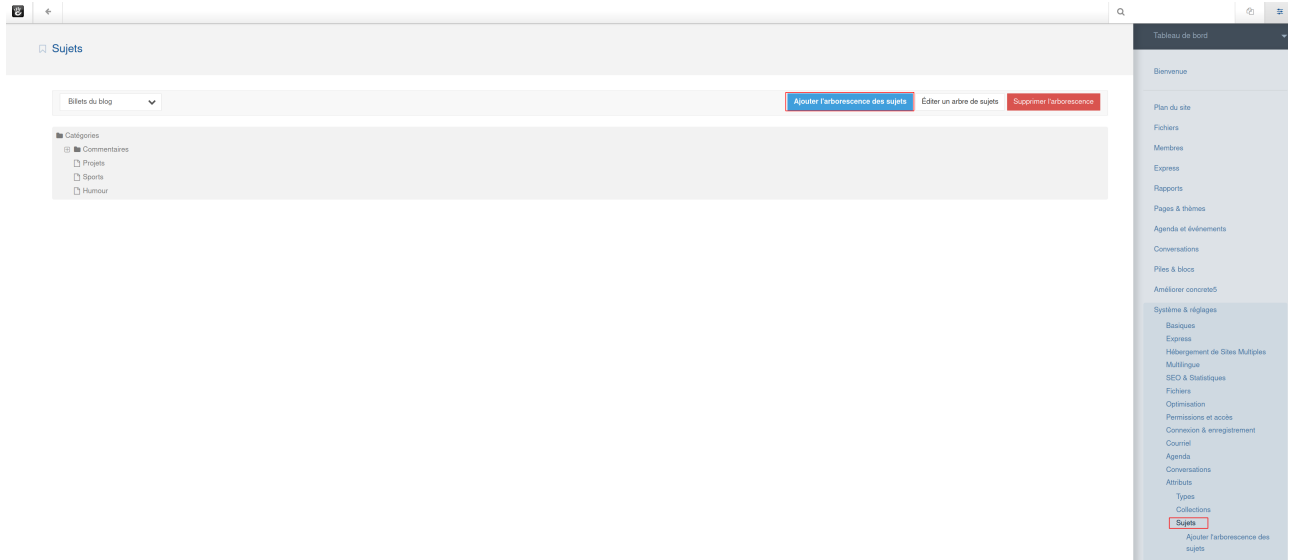 Sujets
Billets du blog
Ajouter l'arborescence des sujets
Éditer un arbre de sujets
Supprimer l'arborescence
Catégories
Commentaires
Projets
Sports
Humour
Tableau de bord
Bienvenue
Plan du site
Fichiers
Membres
Express
Rapports
Pages & thèmes
Agenda et événements
Conversations
Piles & blocs
Améliorer concrete5
Système & réglages
Basiques
Express
Hébergement de Sites Multiples
Multilingue
SEO & Statistiques
Fichiers
Optimisation
Permissions et accès
Connexion & enregistrement
Courriel
Agenda
Conversations
Attributs
Types
Collections
Sujets
Ajouter l'arborescence des
sujets